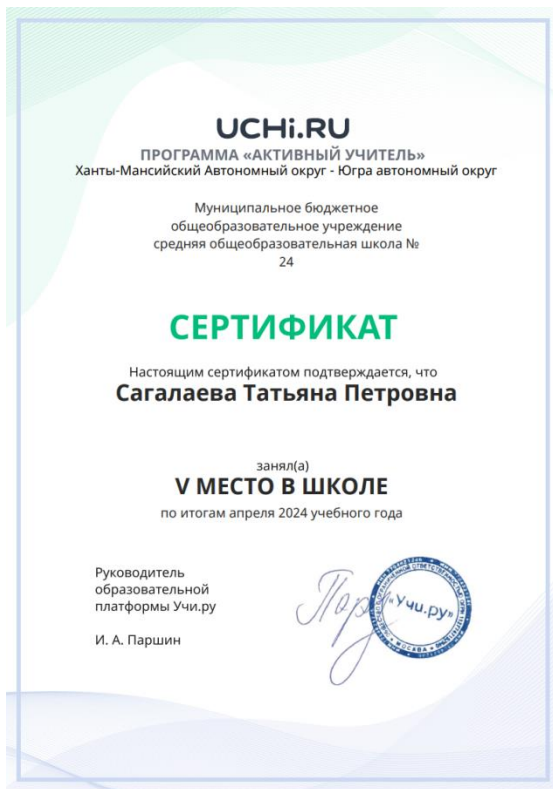 UCHi.RU
ПРОГРАММА «АКТИВНЫЙ УЧИТЕЛЬ»
Ханты-Мансийский Автономный округ - Югра автономный округ
Муниципальное бюджетное
общеобразовательное учреждение
средняя общеобразовательная школа №
24
СЕРТИФИКАТ
Настоящим сертификатом подтверждается, что
Сагалаева Татьяна Петровна
занял(а)
V МЕСТО В ШКОЛЕ
по итогам апреля 2024 учебного года
Руководитель
образовательной
платформы Учи.ру
И. А. Паршин
«Учи.ру»
МОСКВА